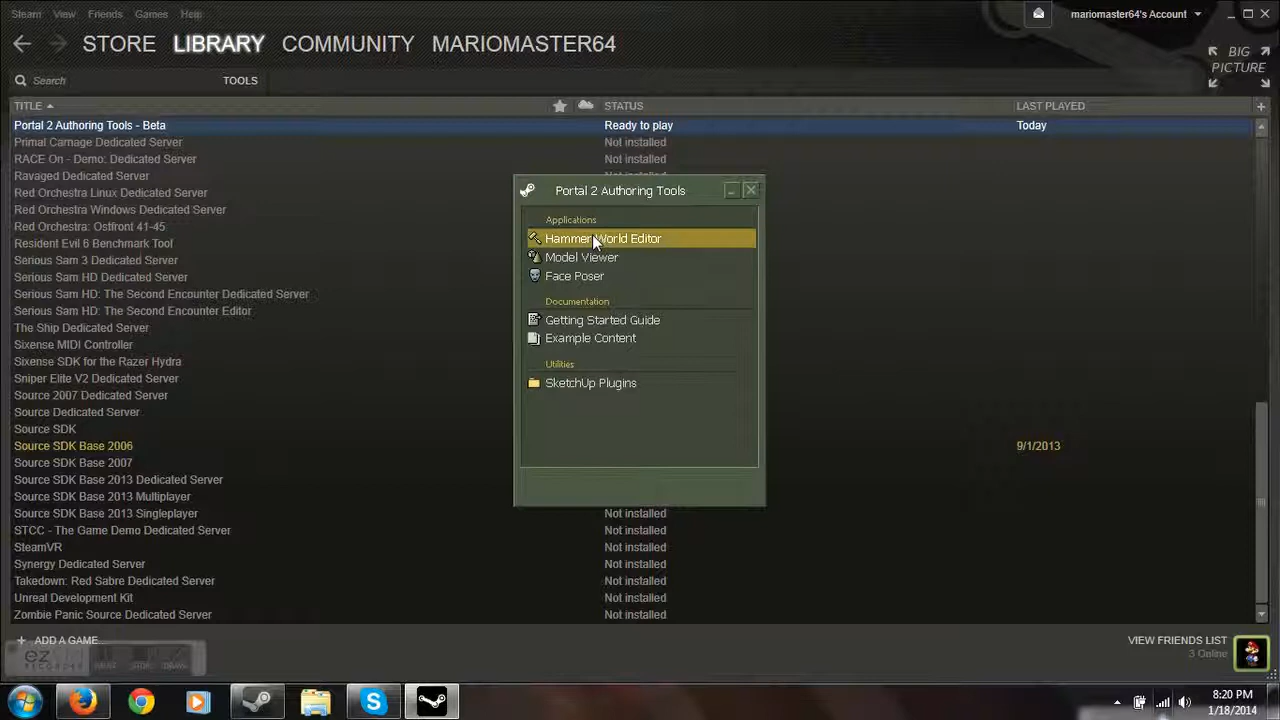 Steam View Friends Games Help mariomaster64's Account
STORE LIBRARY COMMUNITY MARIOMASTER64 BIG PICTURE
Search TOOLS
TITLE STATUS LAST PLAYED
Portal 2 Authoring Tools - Beta Ready to play Today
Primal Carnage Dedicated Server Not installed
RACE On - Demo: Dedicated Server Not installed
Ravaged Dedicated Server Not installed
Red Orchestra Linux Dedicated Server
Red Orchestra Windows Dedicated Server
Red Orchestra: Ostfront 41-45
Resident Evil 6 Benchmark Tool
Serious Sam 3 Dedicated Server
Serious Sam HD Dedicated Server
Serious Sam HD: The Second Encounter Dedicated Server
Serious Sam HD: The Second Encounter Editor
The Ship Dedicated Server
Sixense MIDI Controller
Sixense SDK for the Razer Hydra
Sniper Elite V2 Dedicated Server
Source 2007 Dedicated Server
Source Dedicated Server
Source SDK
Source SDK Base 2006 9/1/2013
Source SDK Base 2007
Source SDK Base 2013 Dedicated Server
Source SDK Base 2013 Multiplayer
Source SDK Base 2013 Singleplayer Not installed
STCC - The Game Demo Dedicated Server Not installed
SteamVR Not installed
Synergy Dedicated Server Not installed
Takedown: Red Sabre Dedicated Server Not installed
Unreal Development Kit Not installed
Zombie Panic Source Dedicated Server Not installed
Portal 2 Authoring Tools
Applications
Hammer World Editor
Model Viewer
Face Poser
Documentation
Getting Started Guide
Example Content
Utilities
SketchUp Plugins
+ ADD A GAME... VIEW FRIENDS LIST
3 Online
ez
RECORDER
8:20 PM
1/18/2014